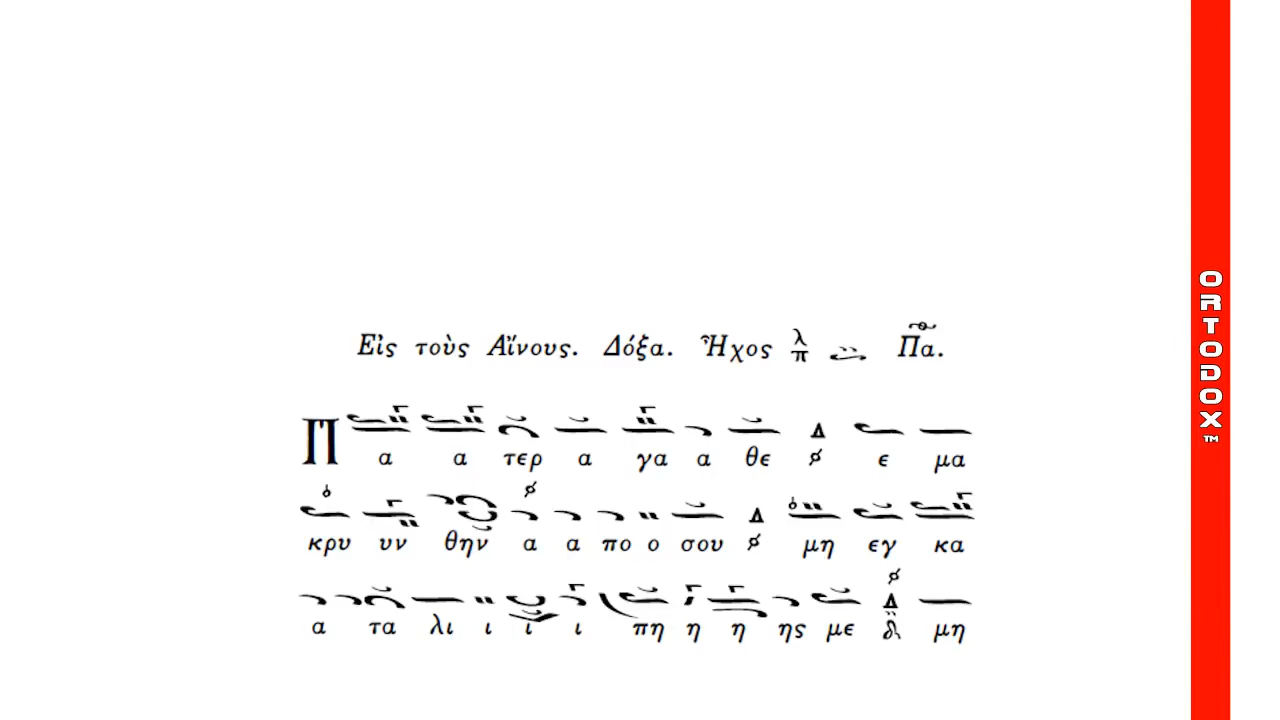 Εἰς τοὺς Αἴνους. Δόξα. Ἦχος λ π Πα.
Π α α τερ α γα α θε Δ ε μα
κρυ υν θην α α πο ο σου Δ μη εγ κα
α τα λι ι ι ι πη η η ης με Δ μη
ORTODOX™